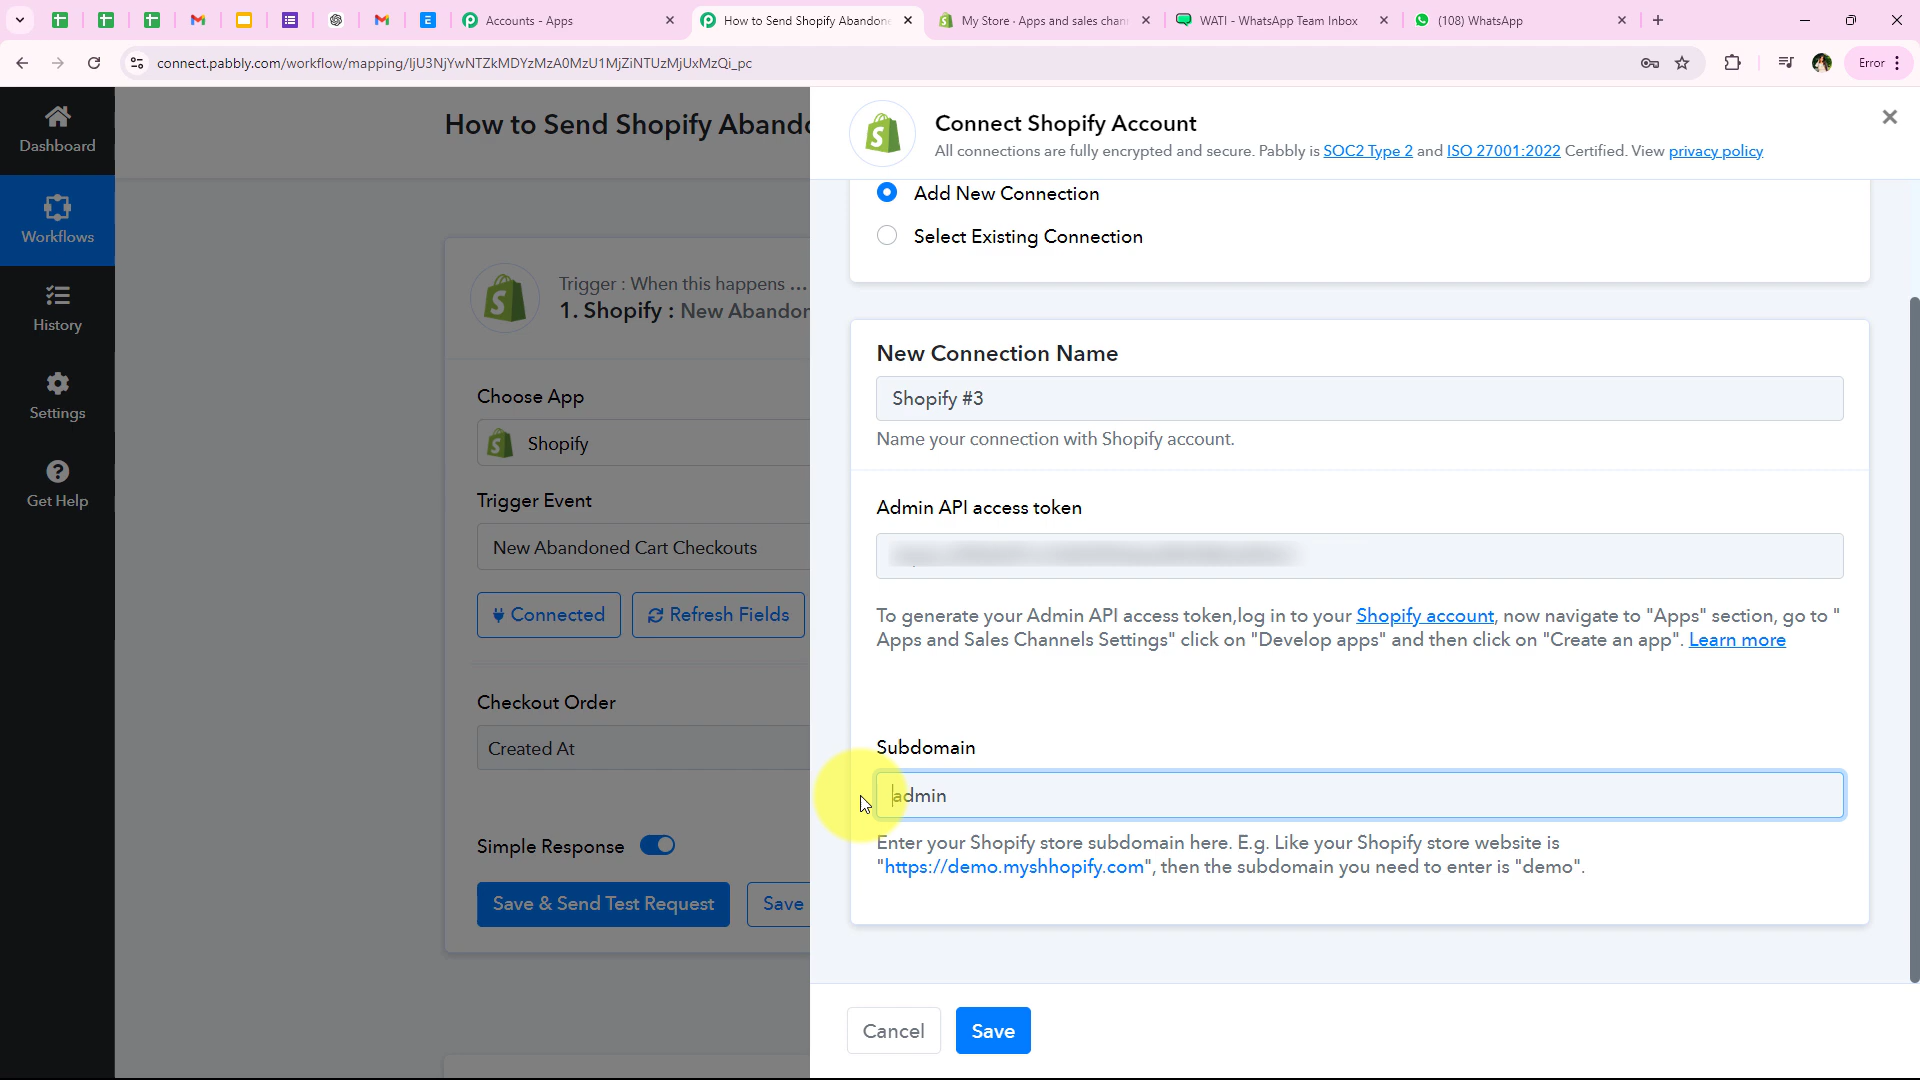 Accounts - Apps
How to Send Shopify Abandone
My Store · Apps and sales chan
WATI - WhatsApp Team Inbox
(108) WhatsApp
connect.pabbly.com/workflow/mapping/IjU3NjYwNTZkMDYzMzA0MzU1MjZiNTUzMjUxMzQi_pc
Error
Dashboard
Workflows
History
Settings
Get Help
How to Send Shopify Abando
Trigger : When this happens ...
1. Shopify : New Abandor
Choose App
Shopify
Trigger Event
New Abandoned Cart Checkouts
Connected
Refresh Fields
Checkout Order
Created At
Simple Response
Save & Send Test Request
Save
Connect Shopify Account
All connections are fully encrypted and secure. Pabbly is SOC2 Type 2 and ISO 27001:2022 Certified. View privacy policy
Add New Connection
Select Existing Connection
New Connection Name
Shopify #3
Name your connection with Shopify account.
Admin API access token
To generate your Admin API access token,log in to your Shopify account, now navigate to "Apps" section, go to "
Apps and Sales Channels Settings" click on "Develop apps" and then click on "Create an app". Learn more
Subdomain
admin
Enter your Shopify store subdomain here. E.g. Like your Shopify store website is
"https://demo.myshhopify.com", then the subdomain you need to enter is "demo".
Cancel
Save